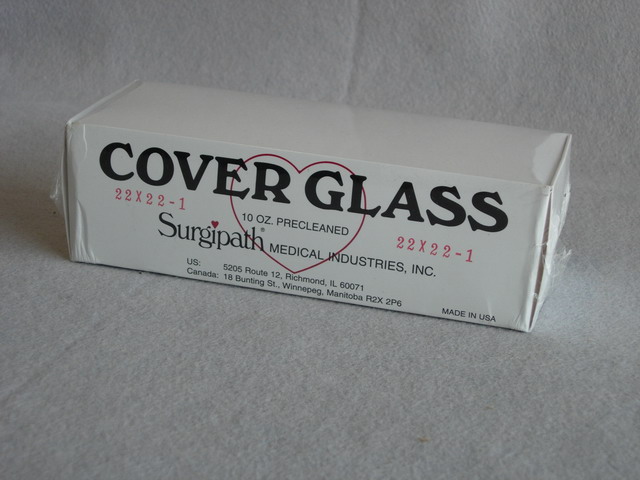 COVER GLASS
22X22-1
10 OZ. PRECLEANED
22X22-1
Surgipath® MEDICAL INDUSTRIES, INC.
US: 5205 Route 12, Richmond, IL 60071
Canada: 18 Bunting St., Winnepeg, Manitoba R2X 2P6
MADE IN USA